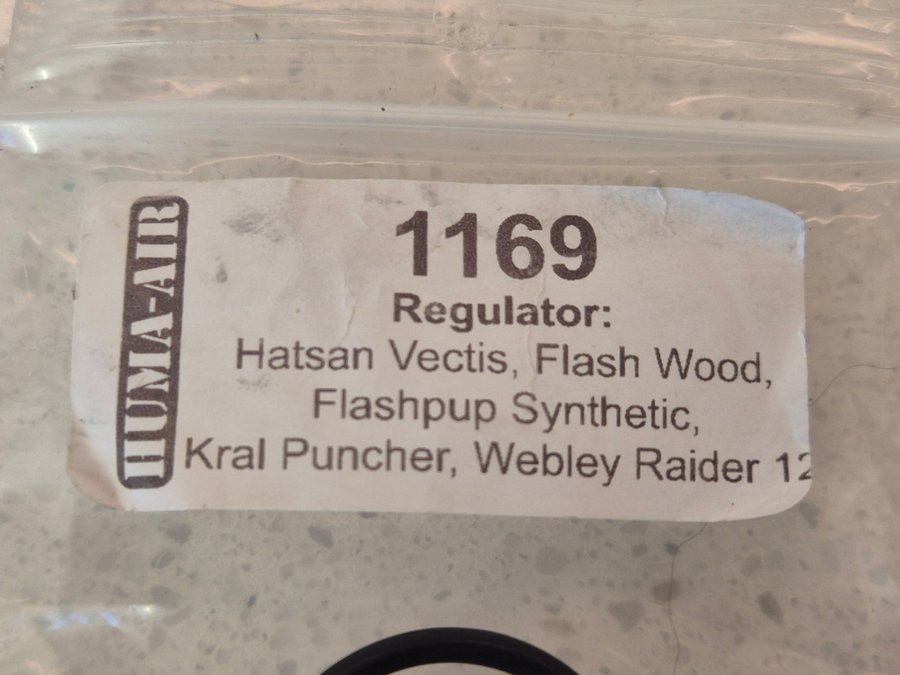 HUMA-AIR
1169
Regulator:
Hatsan Vectis, Flash Wood,
Flashpup Synthetic,
Kral Puncher, Webley Raider 12